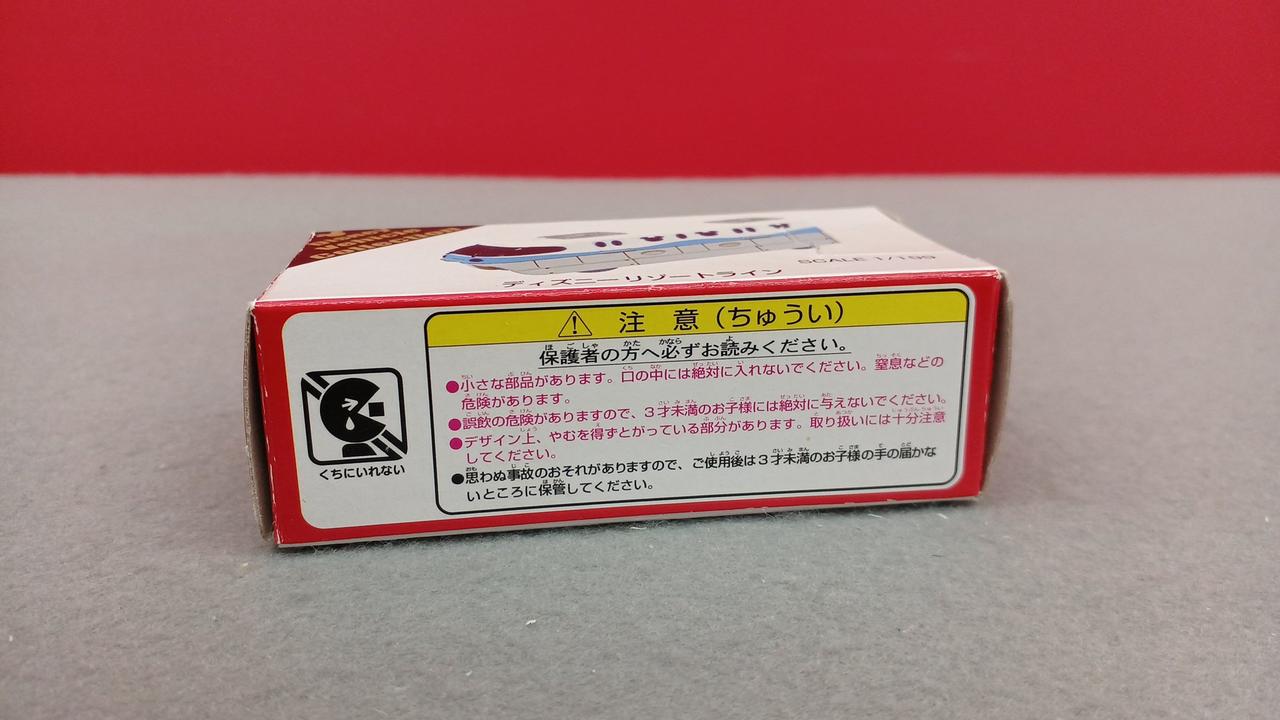 ディズニーリゾートライン
注 意（ちゅうい）
保護者の方へ必ずお読みください。
●小さな部品があります。口の中には絶対に入れないでください。窒息などの
危険があります。
●誤飲の危険がありますので、3才未満のお子様には絶対に与えないでください。
●デザイン上、やむを得ずとがっている部分があります。取り扱いには十分注意
してください。
●思わぬ事故のおそれがありますので、ご使用後は3才未満のお子様の手の届かな
いところに保管してください。
くちにいれない